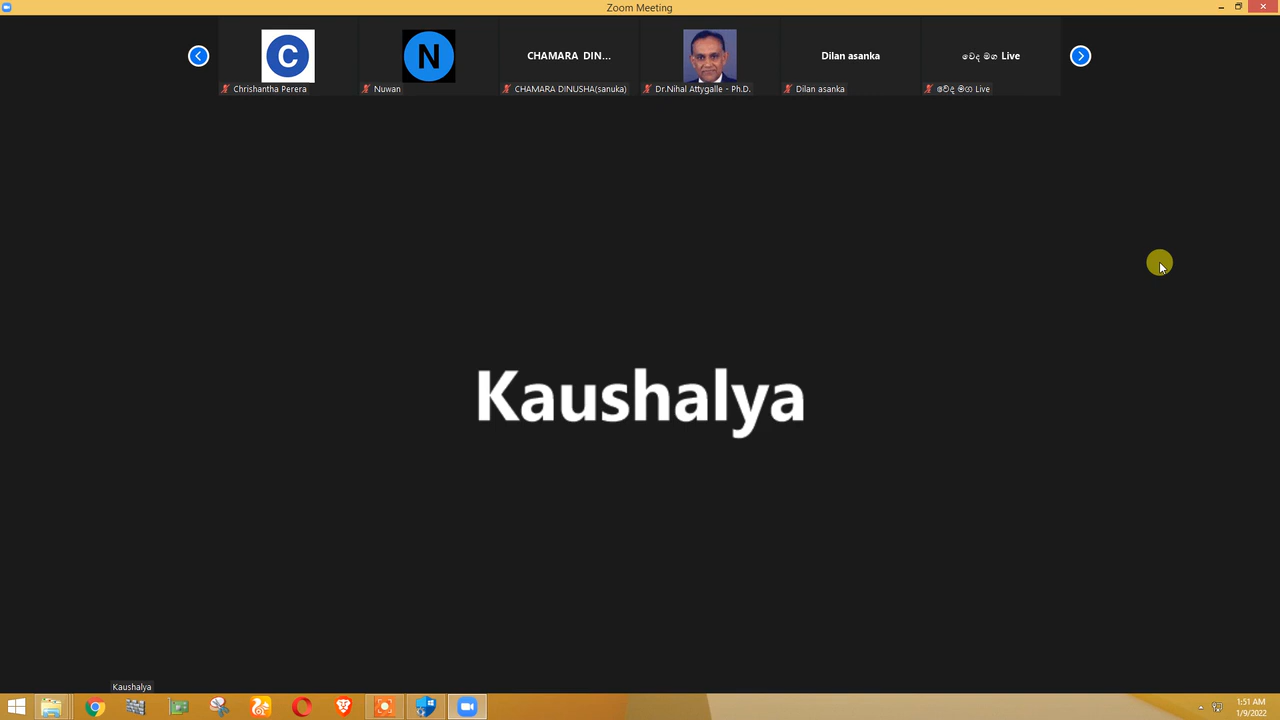 Zoom Meeting
C
N
CHAMARA DIN...
Dilan asanka
වෙද මග Live
Chrishantha Perera
Nuwan
CHAMARA DINUSHA(sanuka)
Dr.Nihal Attygalle - Ph.D.
Dilan asanka
වෙද මග Live
Kaushalya
Kaushalya
1:51 AM
1/9/2022